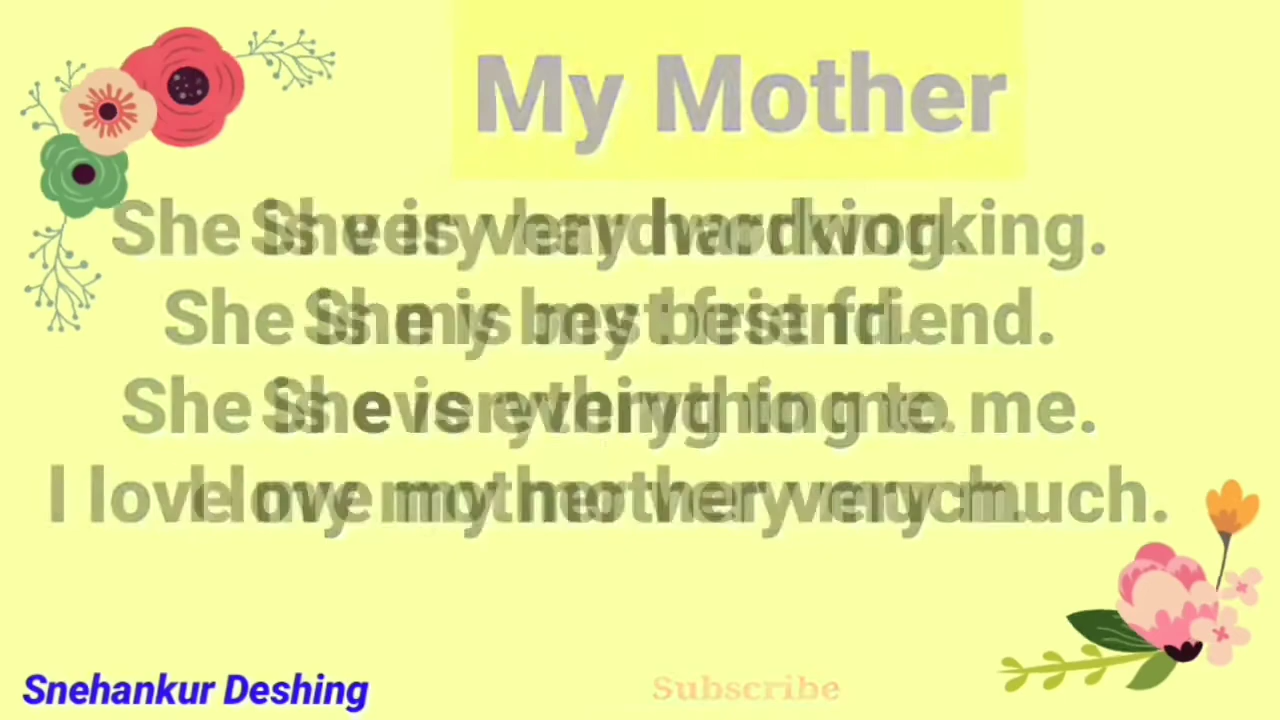 My Mother
She is very hardworking.
She is my best friend.
She is everything to me.
I love my mother very much.
Snehankur Deshing
Subscribe